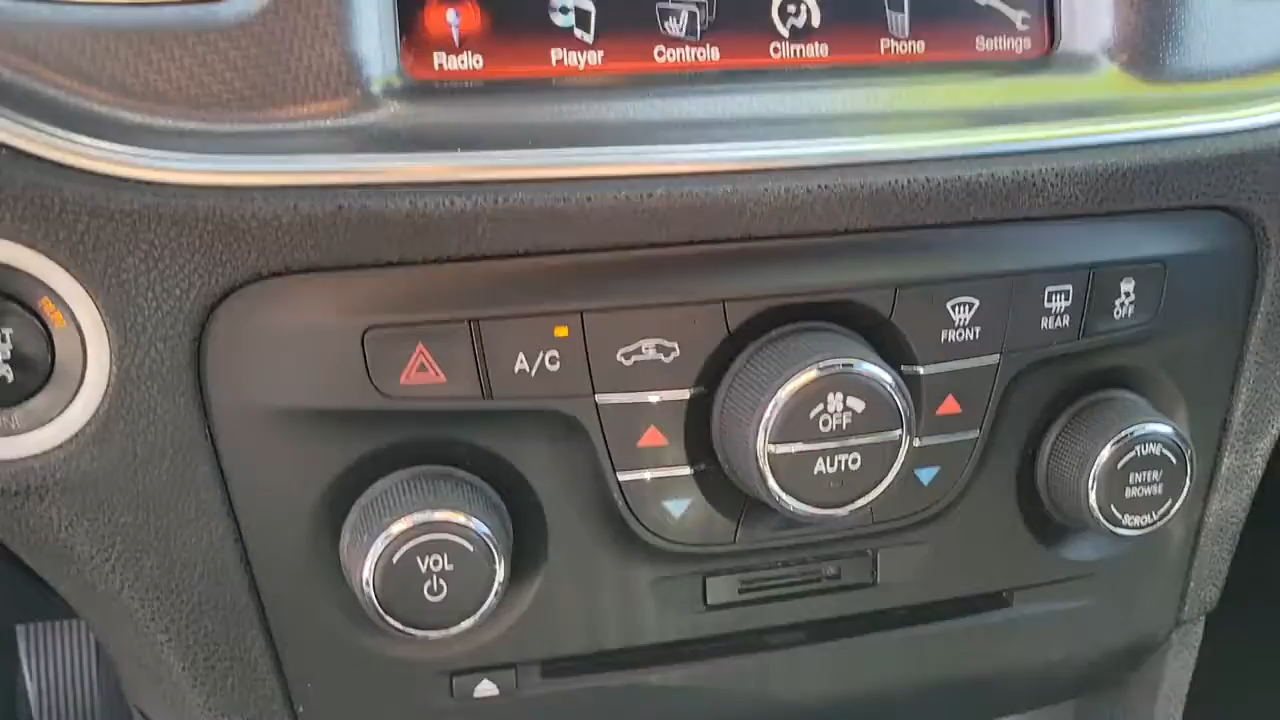 Radio
Player
Controls
Climate
Phone
Settings
A/C
OFF
AUTO
FRONT
REAR
OFF
VOL
TUNE
ENTER/
BROWSE
SCROLL